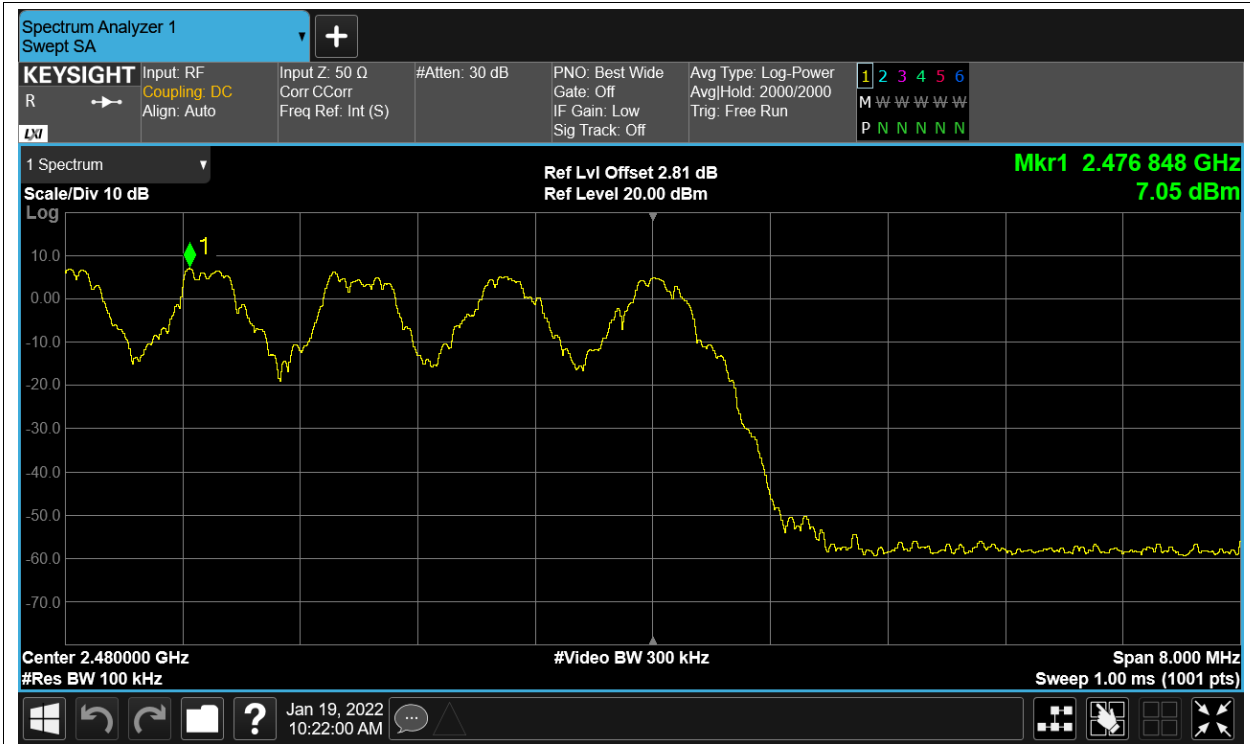 Spectrum Analyzer 1
Swept SA
+
KEYSIGHT
R
LXI
Input: RF
Coupling: DC
Align: Auto
Input Z: 50 Ω
Corr CCorr
Freq Ref: Int (S)
#Atten: 30 dB
PNO: Best Wide
Gate: Off
IF Gain: Low
Sig Track: Off
Avg Type: Log-Power
Avg|Hold: 2000/2000
Trig: Free Run
1 2 3 4 5 6
M W W W W W
P N N N N N
1 Spectrum
Scale/Div 10 dB
Log
Ref Lvl Offset 2.81 dB
Ref Level 20.00 dBm
Mkr1 2.476 848 GHz
7.05 dBm
1
10.0
0.00
-10.0
-20.0
-30.0
-40.0
-50.0
-60.0
-70.0
Center 2.480000 GHz
#Res BW 100 kHz
#Video BW 300 kHz
Span 8.000 MHz
Sweep 1.00 ms (1001 pts)
?
Jan 19, 2022
10:22:00 AM